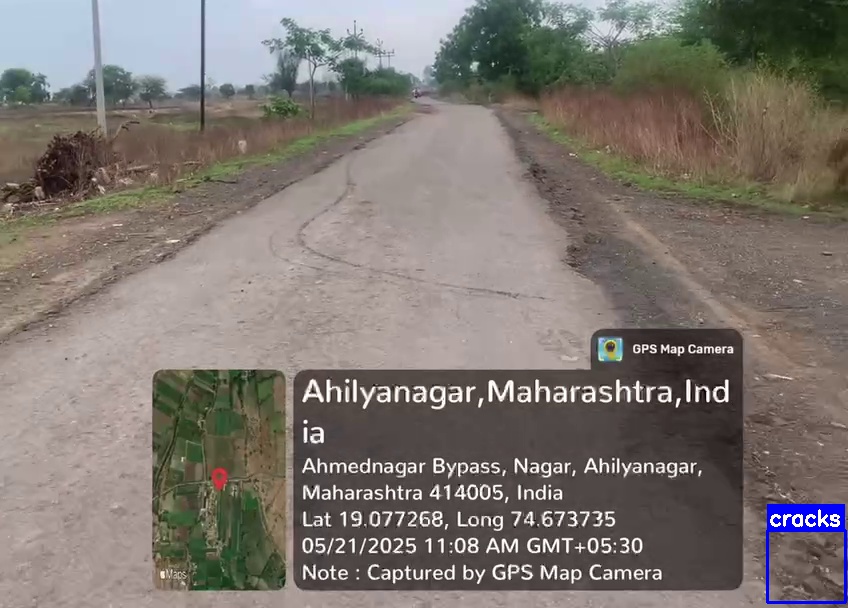 GPS Map Camera
Ahilyanagar,Maharashtra,Ind
ia
Ahmednagar Bypass, Nagar, Ahilyanagar,
Maharashtra 414005, India
Lat 19.077268, Long 74.673735
05/21/2025 11:08 AM GMT+05:30
Note : Captured by GPS Map Camera
Maps
cracks